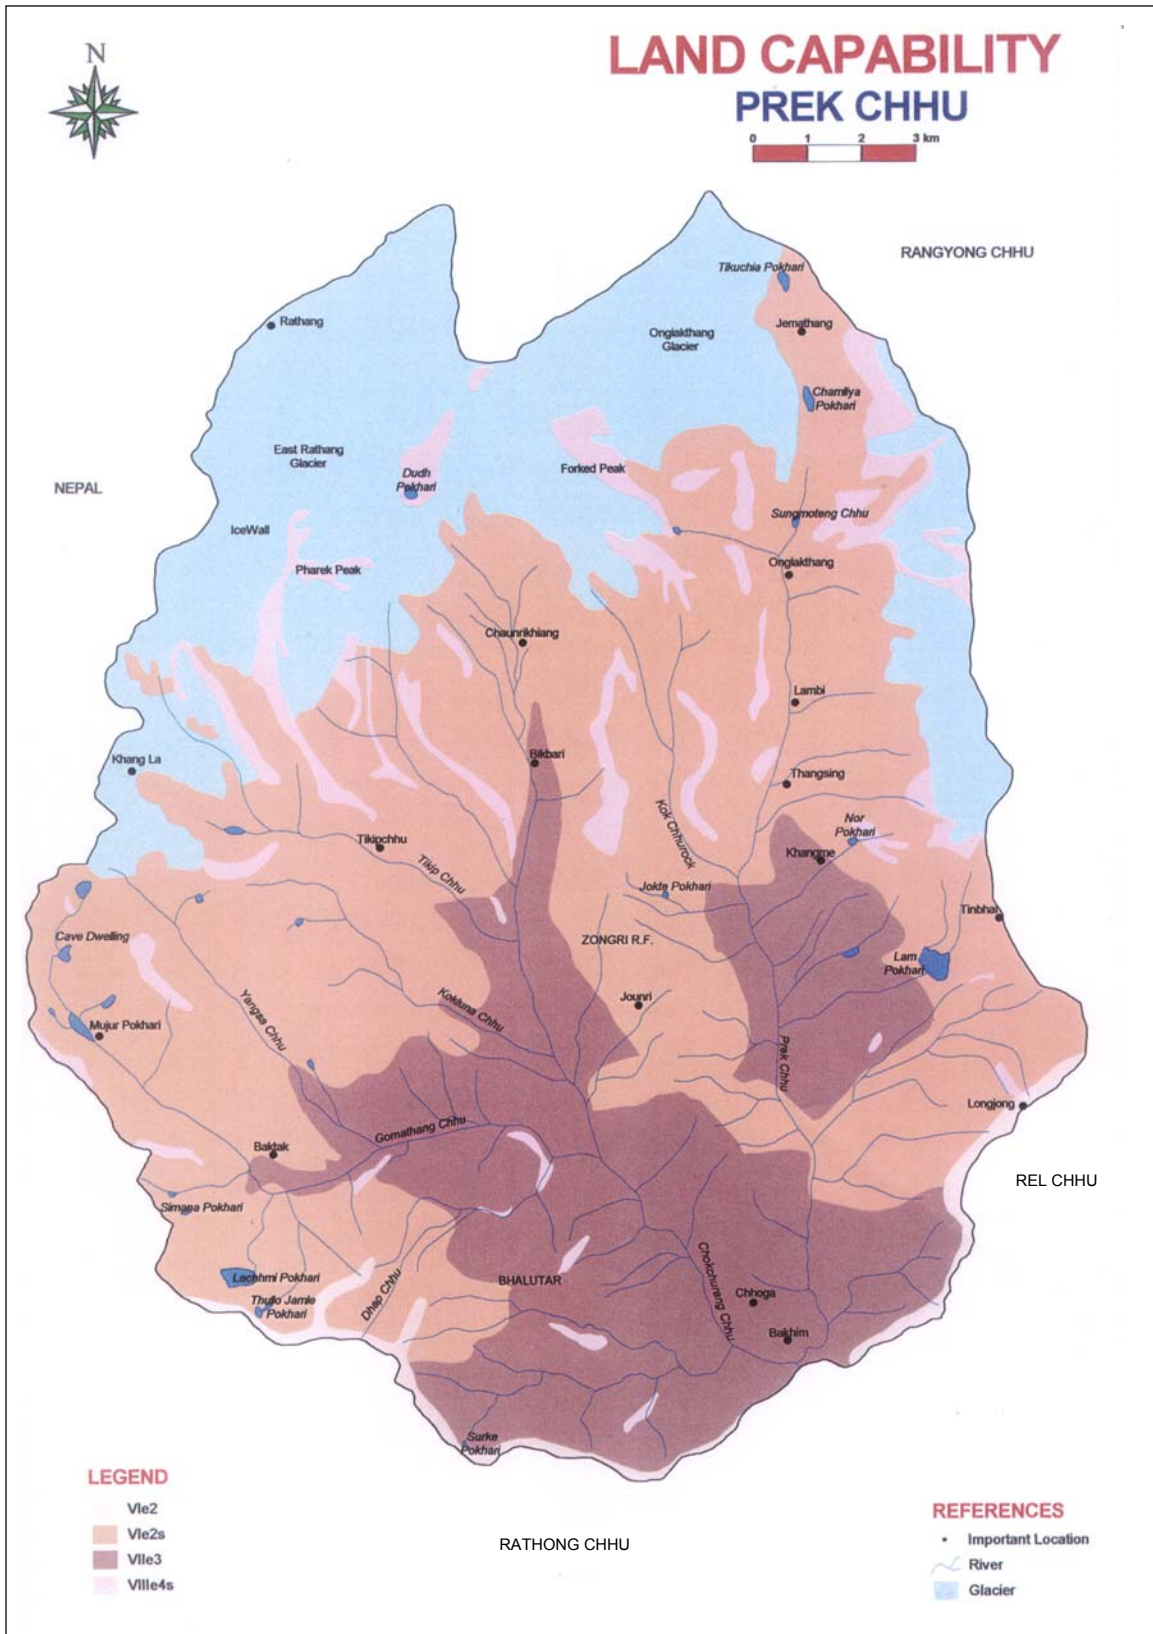 N
LAND CAPABILITY
PREK CHHU
0 1 2 3 km
RANGYONG CHHU
Tikuchia Pokhari
Rathang
Jemathang
Onglakthang
Glacier
Chamliya
Pokhari
East Rathang
Glacier
Forked Peak
Dudh
Pokhari
NEPAL
Sungmoteng Chhu
IceWall
Onglakthang
Pharek Peak
Chaunrikhiang
Lambi
Bikbari
Khang La
Thangsing
Kok Chhurock
Nor
Pokhari
Tikipchhu
Khangme
Tikip Chhu
Jokte Pokhari
Tinbhar
Cave Dwelling
ZONGRI R.F.
Lam
Pokhari
Yangsa Chhu
Kokluna Chhu
Jounri
Mujur Pokhari
Prek Chhu
Longjong
Gomathang Chhu
Baktak
REL CHHU
Simana Pokhari
Lachhmi Pokhari
BHALUTAR
Dhap Chhu
Chokchurang Chhu
Thullo Jamle
Pokhari
Chhoga
Bakhim
Surke
Pokhari
LEGEND
VIe2
VIe2s
VIIe3
VIIIe4s
RATHONG CHHU
REFERENCES
Important Location
River
Glacier